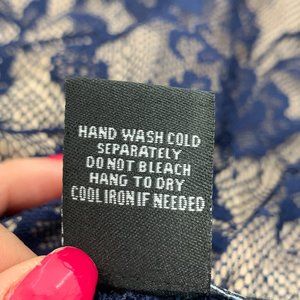 HAND WASH COLD
SEPARATELY
DO NOT BLEACH
HANG TO DRY
COOL IRON IF NEEDED